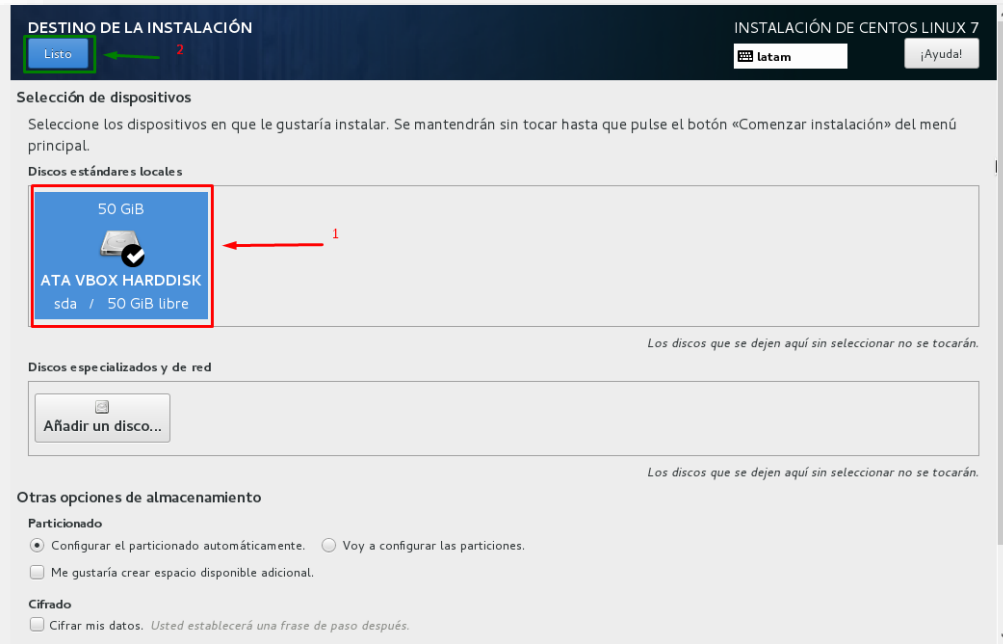 DESTINO DE LA INSTALACIÓN
INSTALACIÓN DE CENTOS LINUX 7
Listo
2
latam
¡Ayuda!
Selección de dispositivos
Seleccione los dispositivos en que le gustaría instalar. Se mantendrán sin tocar hasta que pulse el botón «Comenzar instalación» del menú
principal.
Discos estándares locales
50 GiB
1
ATA VBOX HARDDISK
sda / 50 GiB libre
Los discos que se dejen aquí sin seleccionar no se tocarán.
Discos especializados y de red
Añadir un disco...
Los discos que se dejen aquí sin seleccionar no se tocarán.
Otras opciones de almacenamiento
Particionado
Configurar el particionado automáticamente. Voy a configurar las particiones.
Me gustaría crear espacio disponible adicional.
Cifrado
Cifrar mis datos. Usted establecerá una frase de paso después.